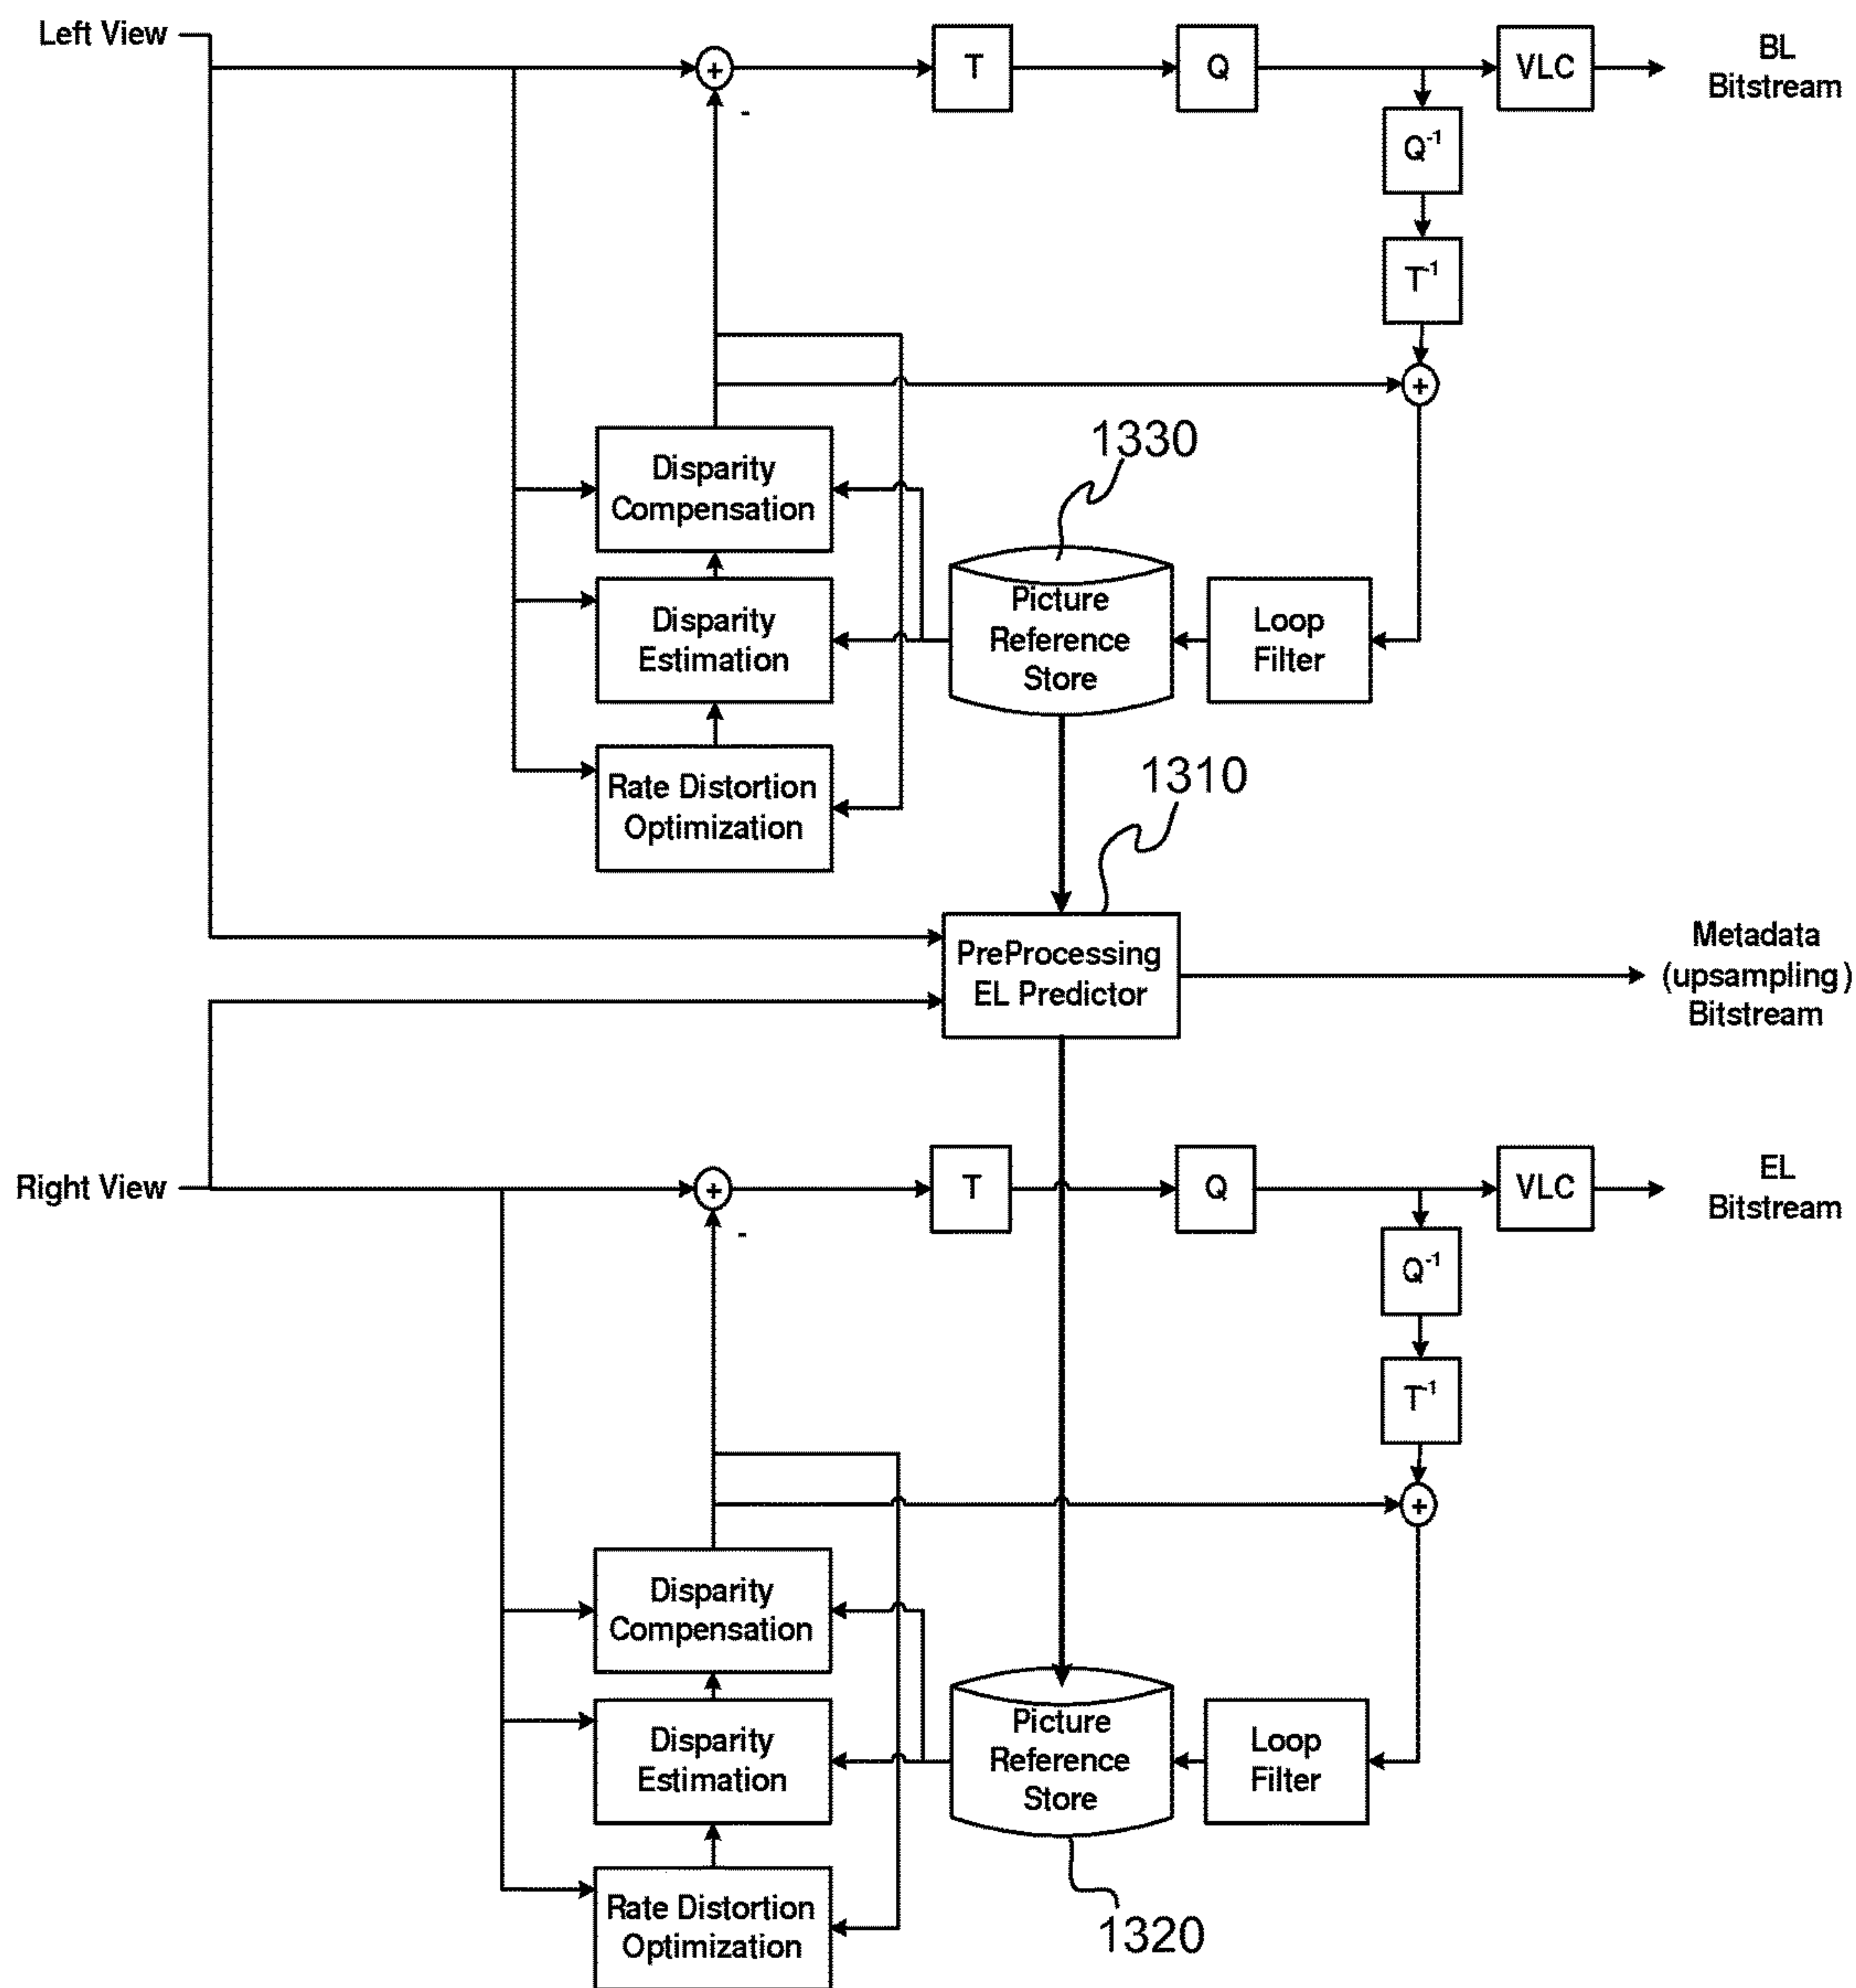 Left View
+
-
T
Q
VLC
BL
Bitstream
Q-1
T-1
+
Disparity
Compensation
1330
Disparity
Estimation
Picture
Reference
Store
Loop
Filter
Rate Distortion
Optimization
1310
PreProcessing
EL Predictor
Metadata
(upsampling)
Bitstream
Right View
+
-
T
Q
VLC
EL
Bitstream
Q-1
T-1
+
Disparity
Compensation
Disparity
Estimation
Picture
Reference
Store
Loop
Filter
Rate Distortion
Optimization
1320